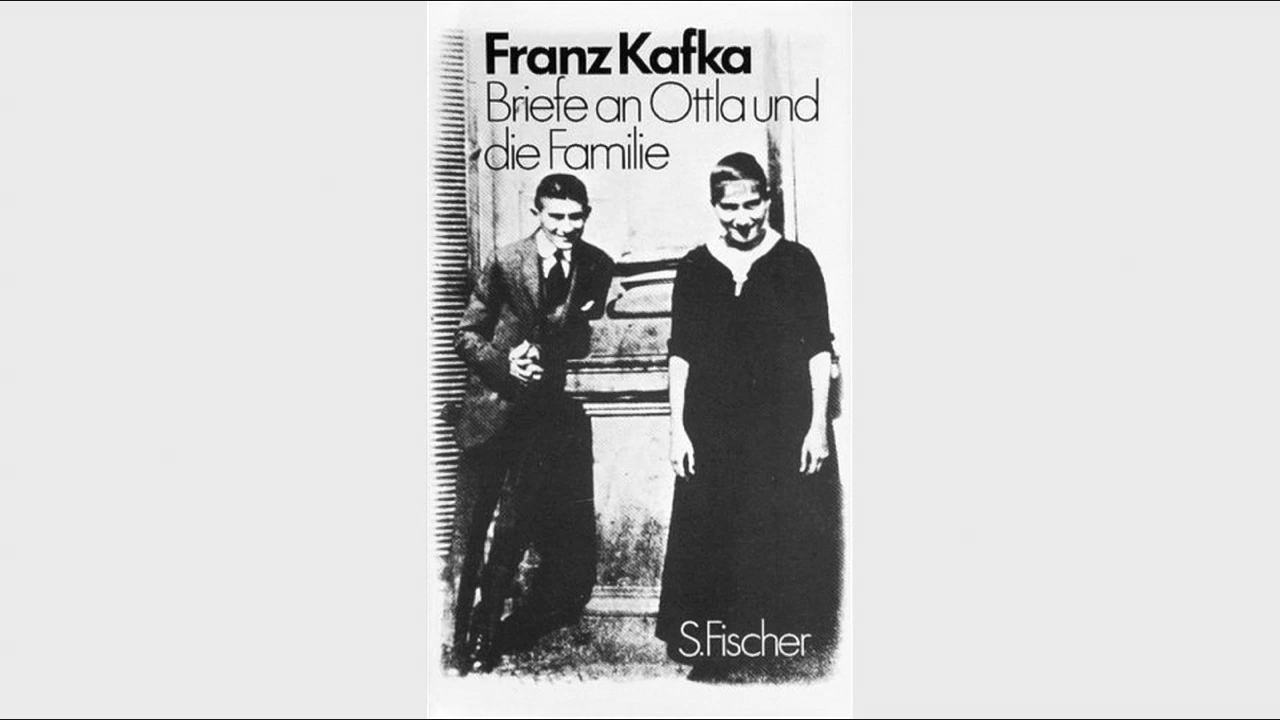 Franz Kafka
Briefe an Ottla und
die Familie
S. Fischer